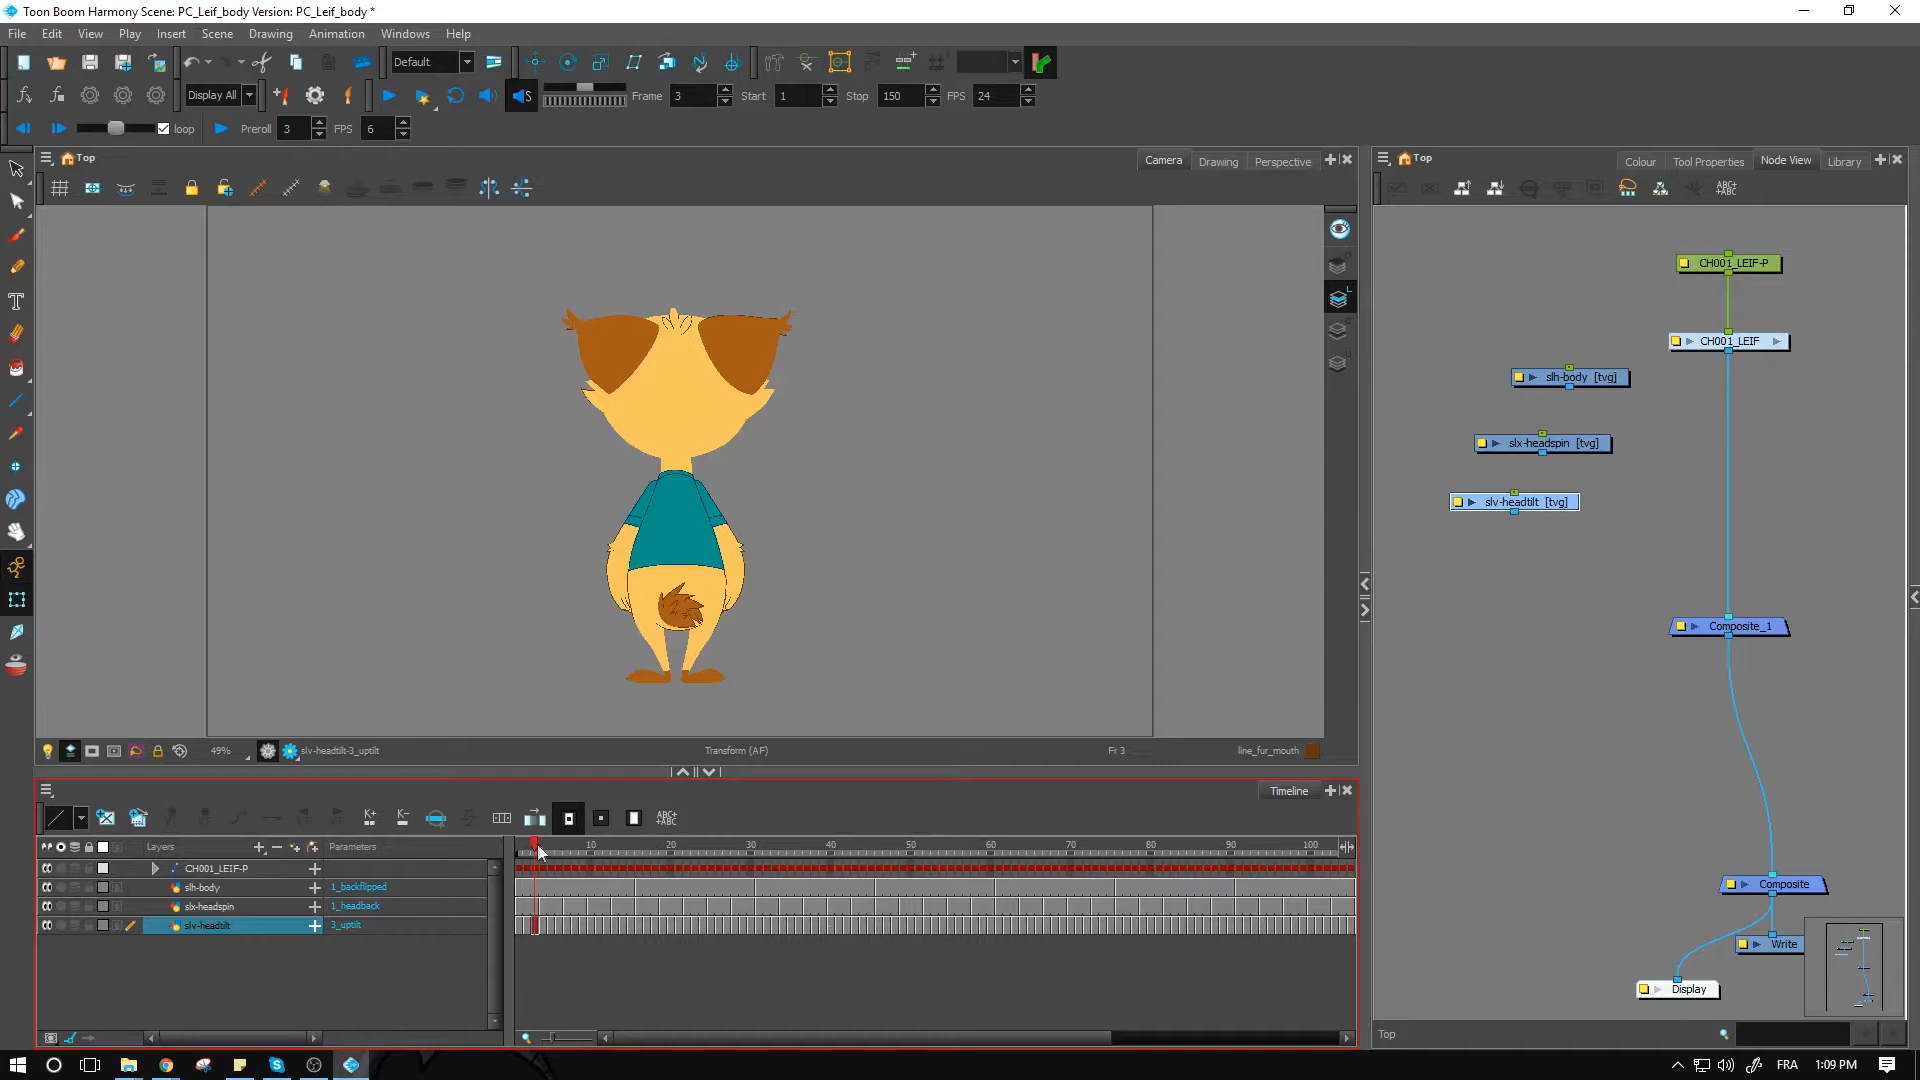 Toon Boom Harmony Scene: PC_Leif_body Version: PC_Leif_body *
File Edit View Play Insert Scene Drawing Animation Windows Help
Default
Display All
Frame 3 Start 1 Stop 150 FPS 24
loop Preroll 3 FPS 6
Top
Camera Drawing Perspective
Top
Colour Tool Properties Node View Library
ABC
+ABC
CH001_LEIF-P
CH001_LEIF
slh-body [tvg]
slx-headspin [tvg]
slv-headtilt [tvg]
Composite_1
Composite
Write
Display
Top
49%
slv-headtilt-3_uptilt
Transform (AF)
Fr 3
line_fur_mouth
Timeline
K+ K-
ABC
+ABC
Layers Parameters
10 20 30 40 50 60 70 80 90 100
CH001_LEIF-P
slh-body 1_backflipped
slx-headspin 1_headback
slv-headtilt 3_uptilt
FRA 1:09 PM